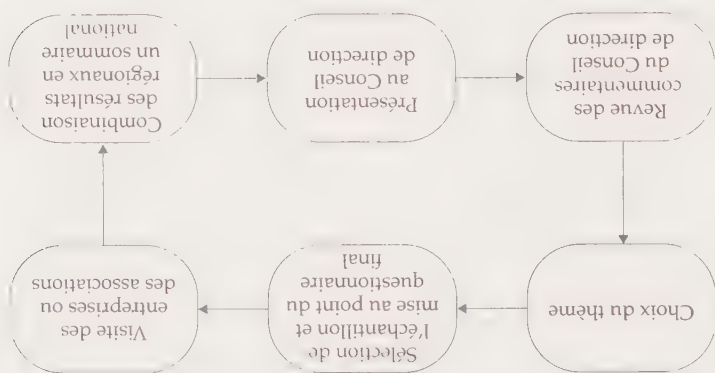 Choix du thème
Sélection de
l'échantillon et
mise au point du
questionnaire
final
Visite des
entreprises ou
des associations
Combinaison
des résultats
régionaux en
un sommaire
national
Présentation
au Conseil
de direction
Revue des
commentaires
du Conseil
de direction